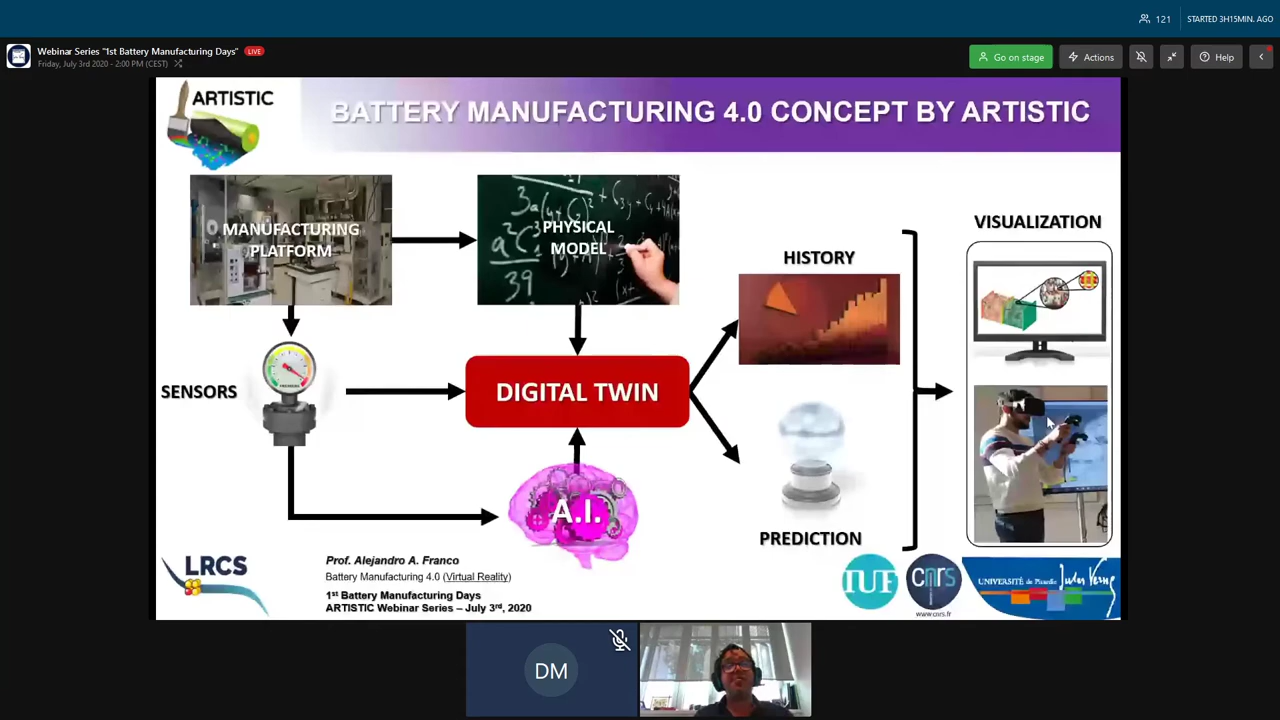 121
STARTED 3H15MIN. AGO
Webinar Series "1st Battery Manufacturing Days" LIVE
Friday, July 3rd 2020 - 2:00 PM (CEST)
Go on stage
Actions
Help
ARTISTIC
BATTERY MANUFACTURING 4.0 CONCEPT BY ARTISTIC
MANUFACTURING
PLATFORM
PHYSICAL
MODEL
HISTORY
VISUALIZATION
SENSORS
DIGITAL TWIN
A.I.
PREDICTION
LRCS
Prof. Alejandro A. Franco
Battery Manufacturing 4.0 (Virtual Reality)
1st Battery Manufacturing Days
ARTISTIC Webinar Series – July 3rd, 2020
IUF
cnrs
www.cnrs.fr
UNIVERSITÉ de Picardie
Jules Verne
DM